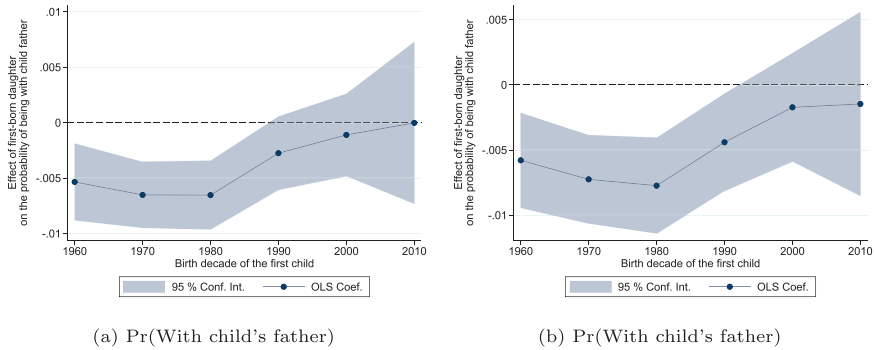 Effect of first-born daughter
on the probability of being with child father
.01
.005
0
-.005
-.01
1960 1970 1980 1990 2000 2010
Birth decade of the first child
95 % Conf. Int. OLS Coef.
(a) Pr(With child's father)
Effect of first-born daughter
on the probability of being with child father
.005
0
-.005
-.01
1960 1970 1980 1990 2000 2010
Birth decade of the first child
95 % Conf. Int. OLS Coef.
(b) Pr(With child's father)